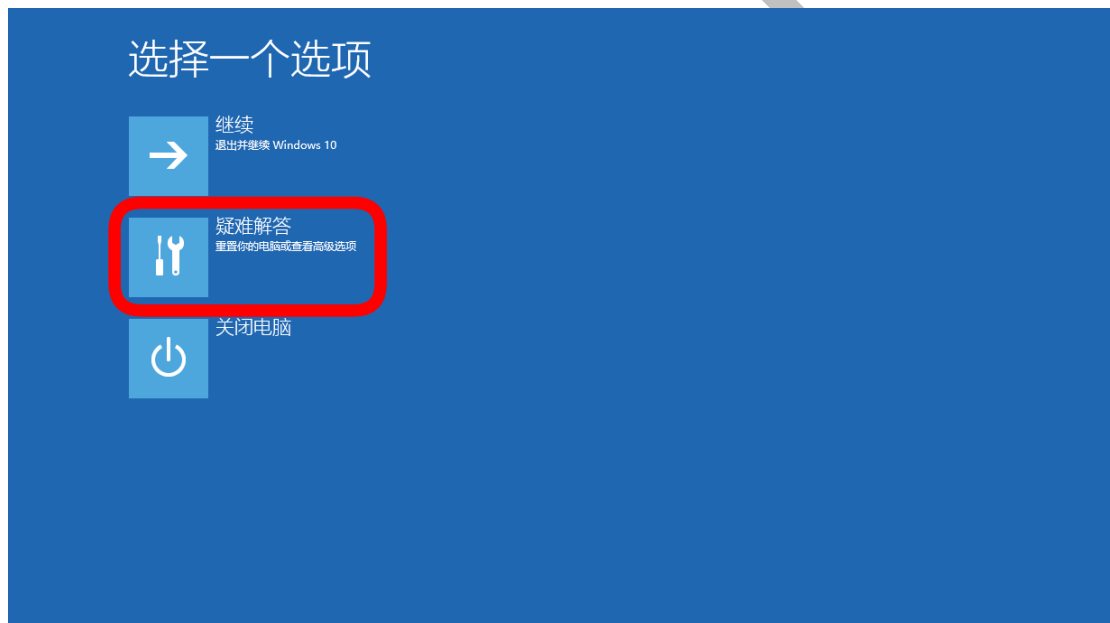 选择一个选项
继续
退出并继续 Windows 10
疑难解答
重置你的电脑或查看高级选项
关闭电脑